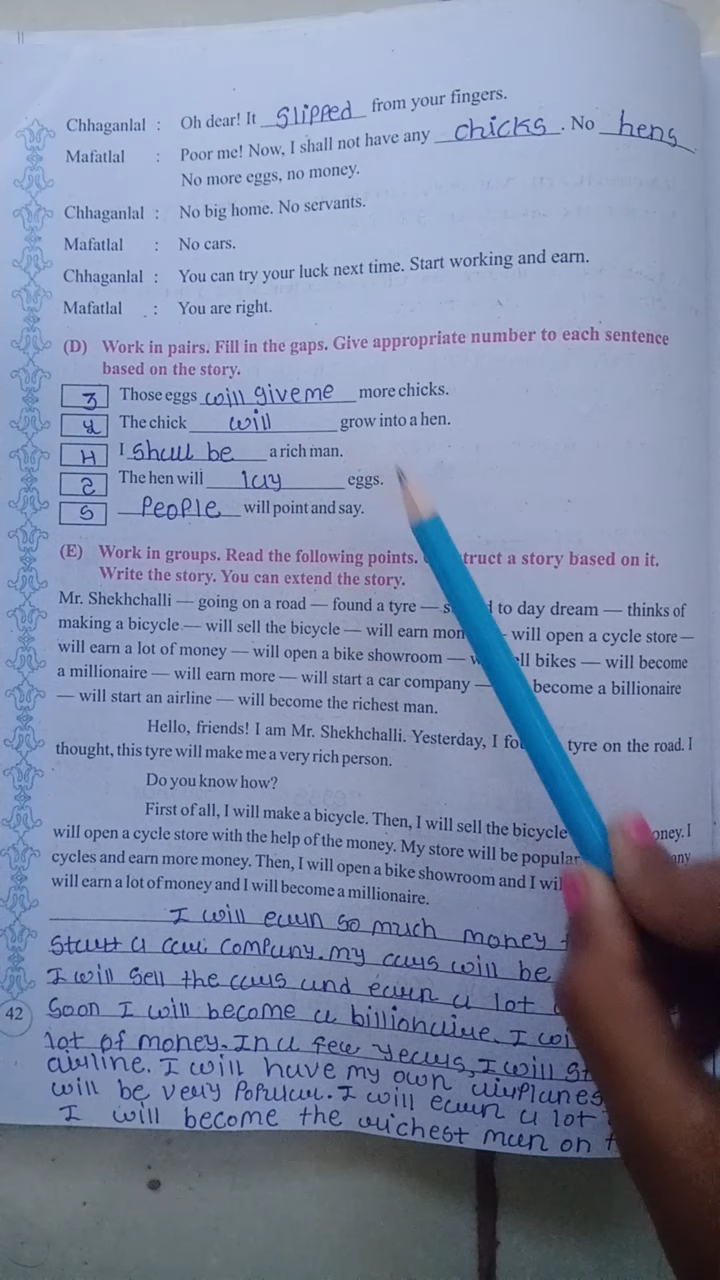 Chhaganlal : Oh dear! It slipped from your fingers.
Mafatlal : Poor me! Now, I shall not have any chicks. No hens
No more eggs, no money.
Chhaganlal : No big home. No servants.
Mafatlal : No cars.
Chhaganlal : You can try your luck next time. Start working and earn.
Mafatlal : You are right.
(D) Work in pairs. Fill in the gaps. Give appropriate number to each sentence
based on the story.
3 Those eggs will give me more chicks.
The chick will grow into a hen.
I shall be a rich man.
2 The hen will lay eggs.
5 People will point and say.
(E) Work in groups. Read the following points. truct a story based on it.
Write the story. You can extend the story.
Mr. Shekhchalli — going on a road — found a tyre — to day dream — thinks of
making a bicycle — will sell the bicycle — will earn mon — will open a cycle store —
will earn a lot of money — will open a bike showroom — ll bikes — will become
a millionaire — will earn more — will start a car company — become a billionaire
— will start an airline — will become the richest man.
Hello, friends! I am Mr. Shekhchalli. Yesterday, I fo tyre on the road. I
thought, this tyre will make me a very rich person.
Do you know how?
First of all, I will make a bicycle. Then, I will sell the bicycle oney. I
will open a cycle store with the help of the money. My store will be popular any
cycles and earn more money. Then, I will open a bike showroom and I wil
will earn a lot of money and I will become a millionaire.
I will earn so much money
start a car company. my cars will be
I will sell the cars and earn a lot
42
Soon I will become a billionaire. I wi
lot of money. In a few years, I will st
airline. I will have my own airplanes
will be very Popular. I will earn a lot
I will become the richest man on